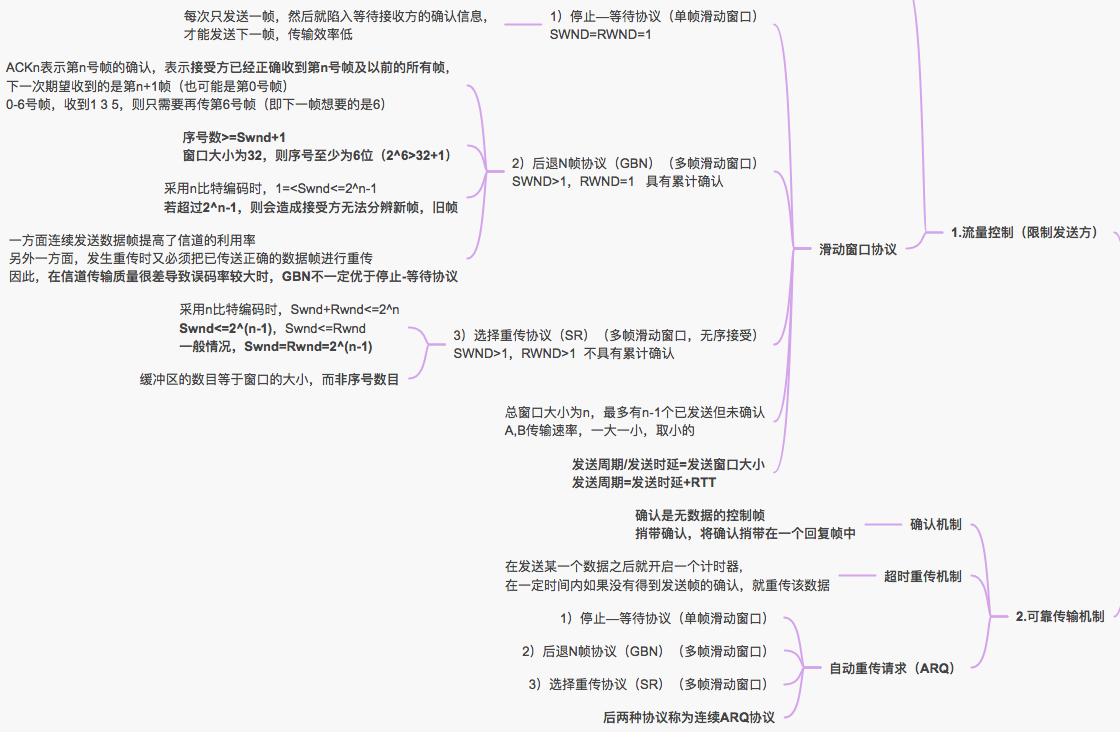 1.流量控制（限制发送方）
滑动窗口协议
1）停止—等待协议（单帧滑动窗口）
SWND=RWND=1
每次只发送一帧，然后就陷入等待接收方的确认信息，
才能发送下一帧，传输效率低
2）后退N帧协议（GBN）（多帧滑动窗口）
SWND>1，RWND=1  具有累计确认
ACKn表示第n号帧的确认，表示接受方已经正确收到第n号帧及以前的所有帧，
下一次期望收到的是第n+1帧（也可能是第0号帧）
0-6号帧，收到1 3 5，则只需要再传第6号帧（即下一帧想要的是6）
序号数>=Swnd+1
窗口大小为32，则序号至少为6位（2^6>32+1）
采用n比特编码时，1=<Swnd<=2^n-1
若超过2^n-1，则会造成接受方无法分辨新帧，旧帧
一方面连续发送数据帧提高了信道的利用率
另外一方面，发生重传时又必须把已传送正确的数据帧进行重传
因此，在信道传输质量很差导致误码率较大时，GBN不一定优于停止-等待协议
3）选择重传协议（SR）（多帧滑动窗口，无序接受）
SWND>1，RWND>1  不具有累计确认
采用n比特编码时，Swnd+Rwnd<=2^n
Swnd<=2^(n-1)，Swnd<=Rwnd
一般情况，Swnd=Rwnd=2^(n-1)
缓冲区的数目等于窗口的大小，而非序号数目
总窗口大小为n，最多有n-1个已发送但未确认
A,B传输速率，一大一小，取小的
发送周期/发送时延=发送窗口大小
发送周期=发送时延+RTT
2.可靠传输机制
确认机制
确认是无数据的控制帧
捎带确认，将确认捎带在一个回复帧中
超时重传机制
在发送某一个数据之后就开启一个计时器，
在一定时间内如果没有得到发送帧的确认，就重传该数据
自动重传请求（ARQ）
1）停止—等待协议（单帧滑动窗口）
2）后退N帧协议（GBN）（多帧滑动窗口）
3）选择重传协议（SR）（多帧滑动窗口）
后两种协议称为连续ARQ协议